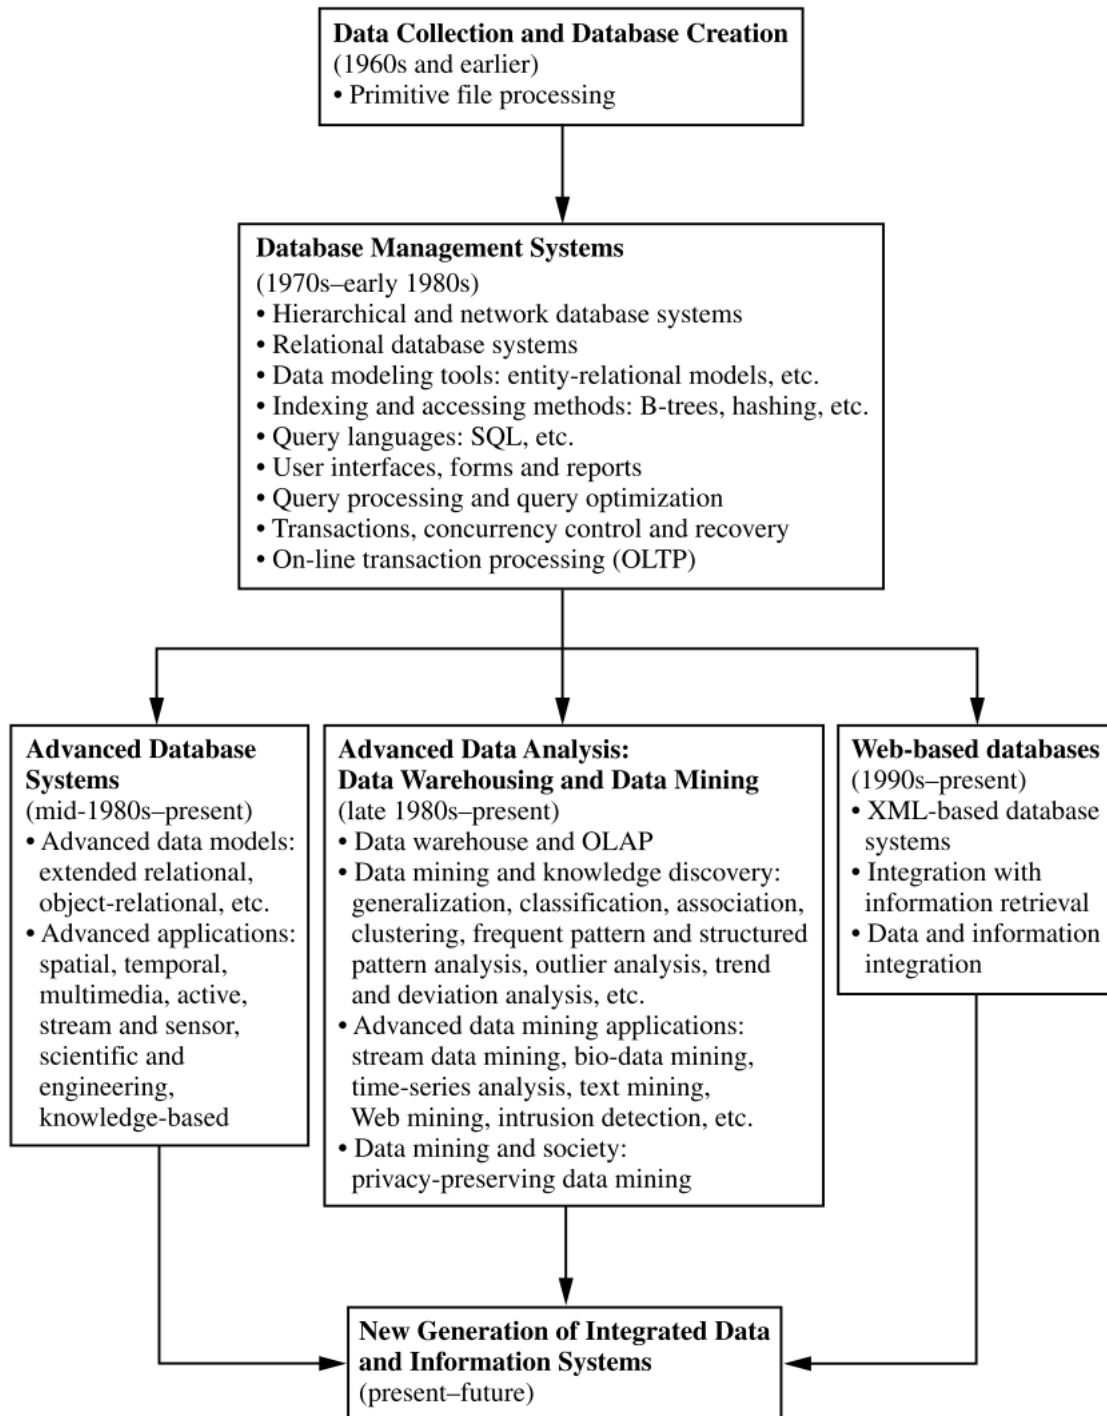 Data Collection and Database Creation
(1960s and earlier)
• Primitive file processing
Database Management Systems
(1970s–early 1980s)
• Hierarchical and network database systems
• Relational database systems
• Data modeling tools: entity-relational models, etc.
• Indexing and accessing methods: B-trees, hashing, etc.
• Query languages: SQL, etc.
• User interfaces, forms and reports
• Query processing and query optimization
• Transactions, concurrency control and recovery
• On-line transaction processing (OLTP)
Advanced Database
Systems
(mid-1980s–present)
• Advanced data models:
extended relational,
object-relational, etc.
• Advanced applications:
spatial, temporal,
multimedia, active,
stream and sensor,
scientific and
engineering,
knowledge-based
Advanced Data Analysis:
Data Warehousing and Data Mining
(late 1980s–present)
• Data warehouse and OLAP
• Data mining and knowledge discovery:
generalization, classification, association,
clustering, frequent pattern and structured
pattern analysis, outlier analysis, trend
and deviation analysis, etc.
• Advanced data mining applications:
stream data mining, bio-data mining,
time-series analysis, text mining,
Web mining, intrusion detection, etc.
• Data mining and society:
privacy-preserving data mining
Web-based databases
(1990s–present)
• XML-based database
systems
• Integration with
information retrieval
• Data and information
integration
New Generation of Integrated Data
and Information Systems
(present–future)